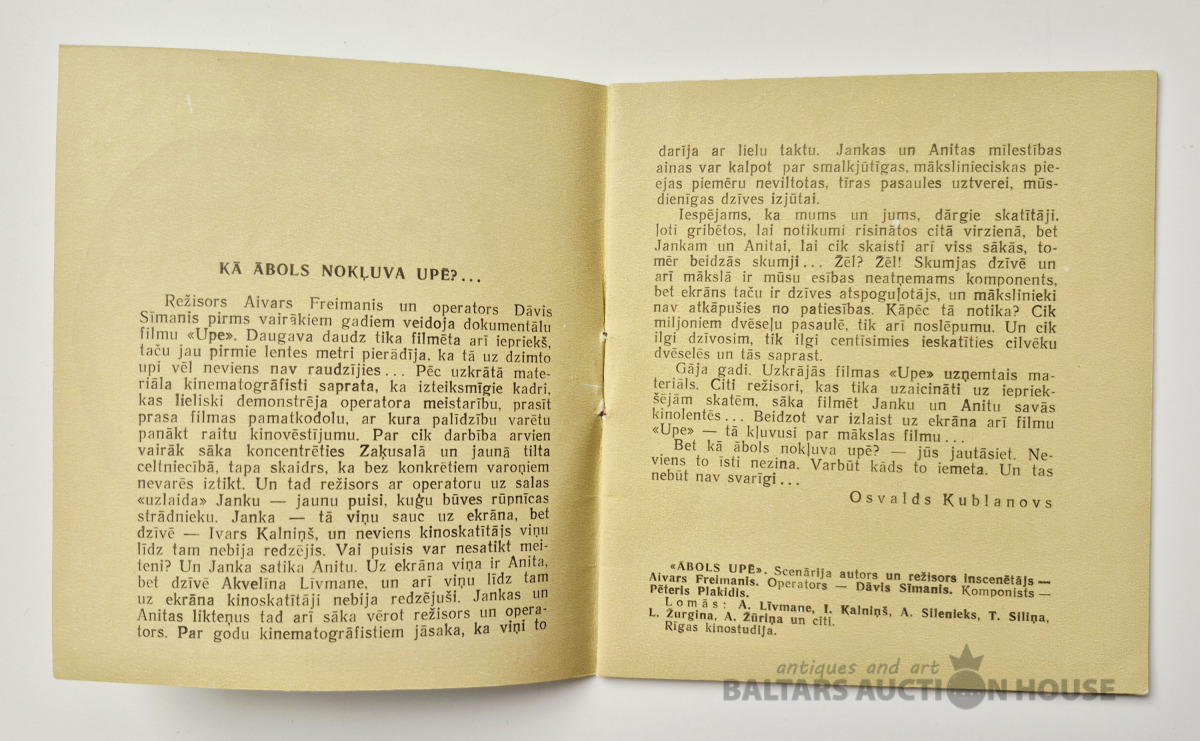 KĀ ĀBOLS NOKĻUVA UPĒ?...
Režisors Aivars Freimanis un operators Dāvis
Sīmanis pirms vairākiem gadiem veidoja dokumentālu
filmu «Upe». Daugava daudz tika filmēta arī iepriekš,
taču jau pirmie lentes metri pierādīja, ka tā uz dzimto
upi vēl neviens nav raudzījies... Pēc uzkrātā mate-
riāla kinematogrāfisti saprata, ka izteiksmīgie kadri,
kas lieliski demonstrēja operatora meistarību, prasīt
prasa filmas pamatkodolu, ar kura palīdzību varētu
panākt raitu kinovēstījumu. Par cik darbība arvien
vairāk sāka koncentrēties Zaķusalā un jaunā tilta
celtniecībā, tapa skaidrs, ka bez konkrētiem varoņiem
nevarēs iztikt. Un tad režisors ar operatoru uz salas
«uzlaida» Janku — jaunu puisi, kuģu būves rūpnīcas
strādnieku. Janka — tā viņu sauc uz ekrāna, bet
dzīvē — Ivars Kalniņš, un neviens kinoskatītājs viņu
līdz tam nebija redzējis. Vai puisis var nesatikt mei-
teni? Un Janka satika Anitu. Uz ekrāna viņa ir Anita,
bet dzīvē Akvelīna Līvmane, un arī viņu līdz tam
uz ekrāna kinoskatītāji nebija redzējuši. Jankas un
Anitas likteņus tad arī sāka vērot režisors un opera-
tors. Par godu kinematogrāfistiem jāsaka, ka viņi to
darīja ar lielu taktu. Jankas un Anitas mīlestības
ainas var kalpot par smalkjūtīgas, mākslinieciskas pie-
ejas piemēru neviltotas, tīras pasaules uztverei, mūs-
dienīgas dzīves izjūtai.
Iespējams, ka mums un jums, dārgie skatītāji.
ļoti gribētos, lai notikumi risinātos citā virzienā, bet
Jankam un Anitai, lai cik skaisti arī viss sākās, to-
mēr beidzās skumji... Žēl? Žēl! Skumjas dzīvē un
arī mākslā ir mūsu esības neatņemams komponents,
bet ekrāns taču ir dzīves atspoguļotājs, un mākslinieki
nav atkāpušies no patiesības. Kāpēc tā notika? Cik
miljoniem dvēseļu pasaulē, tik arī noslēpumu. Un cik
ilgi dzīvosim, tik ilgi centīsimies ieskatīties cilvēku
dvēselēs un tās saprast.
Gāja gadi. Uzkrājās filmas «Upe» uzņemtais ma-
teriāls. Citi režisori, kas tika uzaicināti uz iepriek-
šējām skatēm, sāka filmēt Janku un Anitu savās
kinolentēs... Beidzot var izlaist uz ekrāna arī filmu
«Upe» — tā kļuvusi par mākslas filmu...
Bet kā ābols nokļuva upē? — jūs jautāsiet. Ne-
viens to īsti nezina. Varbūt kāds to iemeta. Un tas
nebūt nav svarīgi...
Osvalds Kublanovs
«ĀBOLS UPĒ». Scenārija autors un režisors inscenētājs —
Aivars Freimanis. Operators — Dāvis Sīmanis. Komponists —
Pēteris Plakidis.
Lomās: A. Līvmane, I. Kalniņš, A. Silenieks, T. Siliņa,
L. Žurgina, A. Žūriņa un citi.
Rīgas kinostudija.
antiques and art
BALTARS AUCTION HOUSE